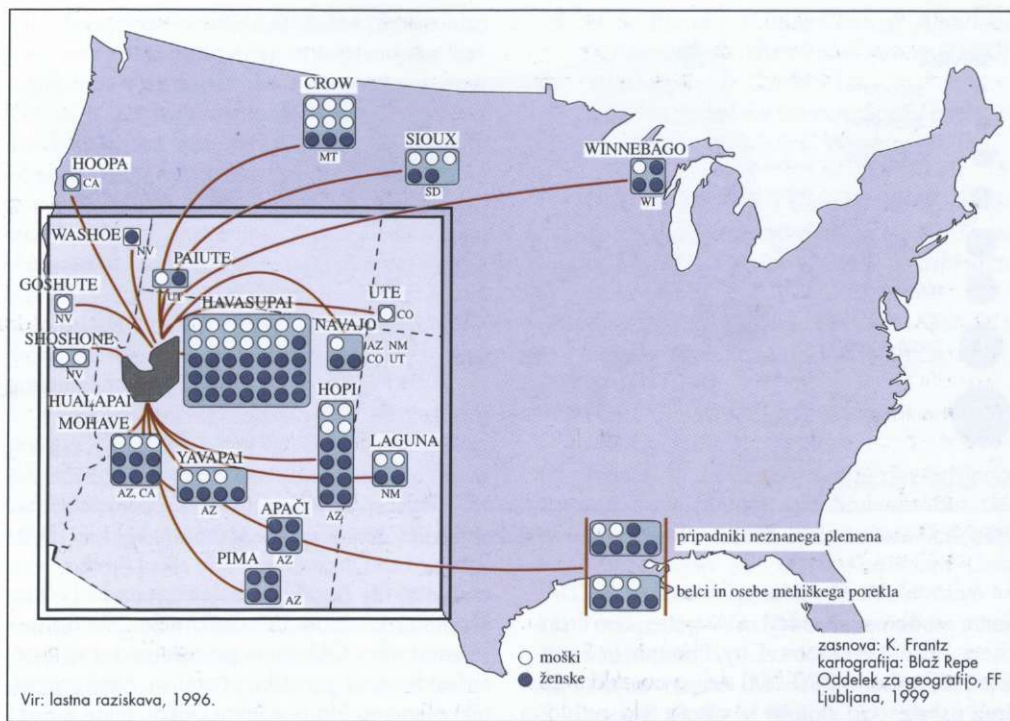 CROW
MT
SIOUX
SD
WINNEBAGO
WI
HOOPA
CA
WASHOE
NV
PAIUTE
UT
GOSHUTE
NV
HAVASUPAI
UTE
CO
NAVAJO
AZ NM
CO UT
SHOSHONE
NV
HUALAPAI
MOHAVE
AZ, CA
YAVAPAI
AZ
HOPI
AZ
LAGUNA
NM
APAČI
AZ
PIMA
AZ
pripadniki neznanega plemena
belci in osebe mehiškega porekla
moški
ženske
zasnova: K. Frantz
kartografija: Blaž Repe
Oddelek za geografijo, FF
Ljubljana, 1999
Vir: lastna raziskava, 1996.